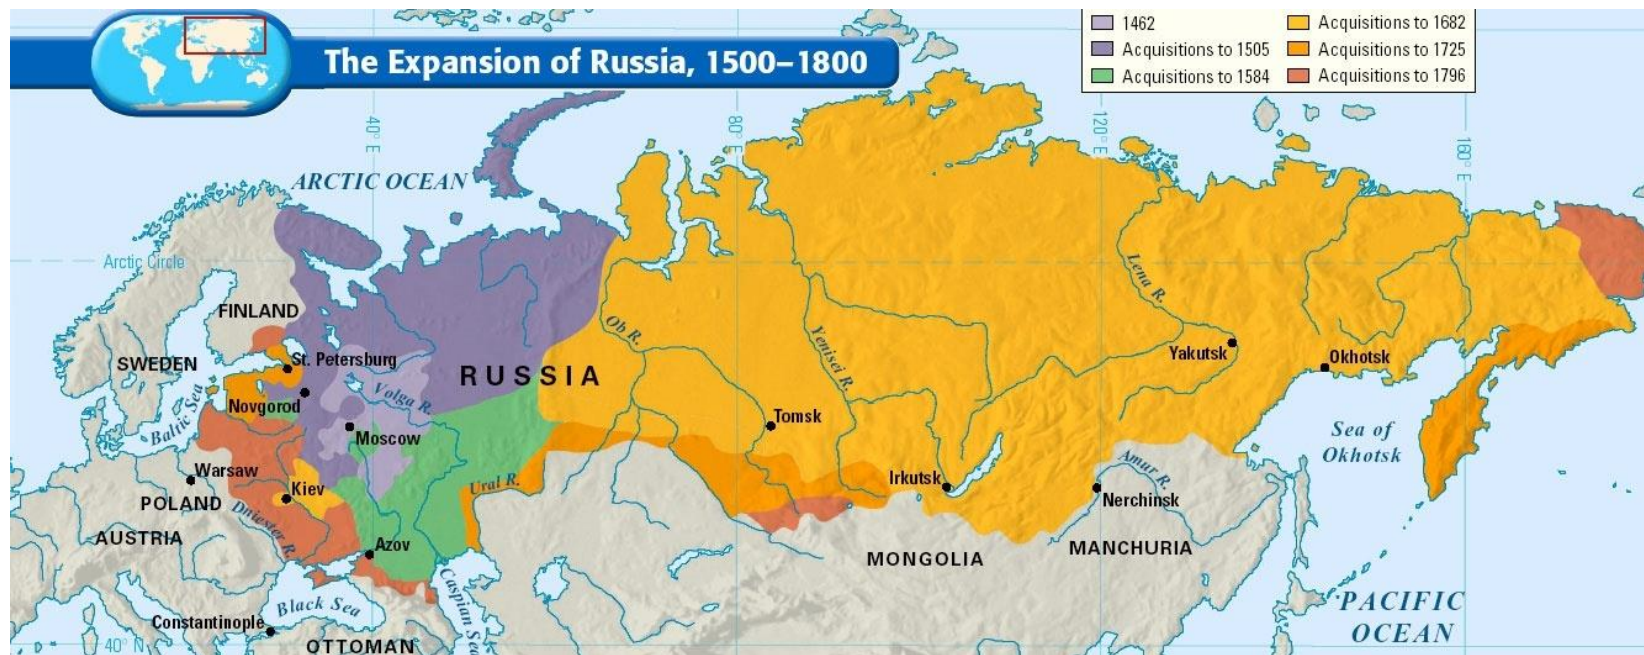 The Expansion of Russia, 1500–1800
1462
Acquisitions to 1505
Acquisitions to 1584
Acquisitions to 1682
Acquisitions to 1725
Acquisitions to 1796
40° E
80° E
120° E
180° E
ARCTIC OCEAN
Arctic Circle
FINLAND
SWEDEN
St. Petersburg
RUSSIA
Ob R.
Yenisei R.
Lena R.
Yakutsk
Okhotsk
Baltic Sea
Novgorod
Volga R.
Moscow
Tomsk
Sea of
Okhotsk
Warsaw
POLAND
Kiev
Ural R.
Irkutsk
Amur R.
Nerchinsk
Dniester R.
AUSTRIA
Azov
MONGOLIA
MANCHURIA
Black Sea
Caspian Sea
Constantinople
OTTOMAN
40° N
PACIFIC
OCEAN